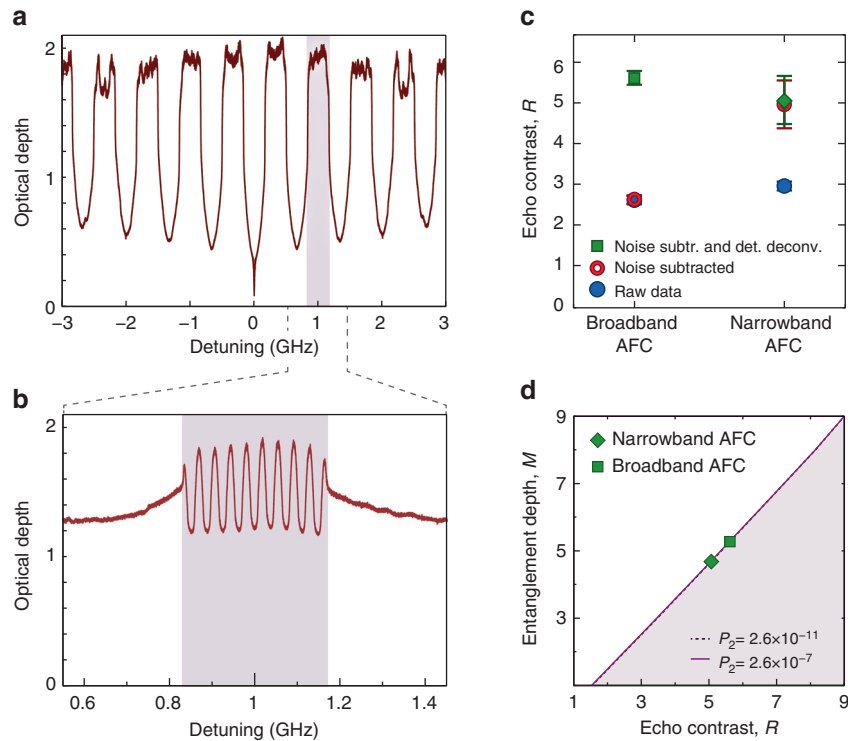 a
2
1
0
Optical depth
−3
−2
−1
0
1
2
3
Detuning (GHz)
b
2
1
0
Optical depth
0.6
0.8
1
1.2
1.4
Detuning (GHz)
c
6
5
4
3
2
1
0
Echo contrast, R
Noise subtr. and det. deconv.
Noise subtracted
Raw data
Broadband
AFC
Narrowband
AFC
d
9
7
5
3
Entanglement depth, M
Narrowband AFC
Broadband AFC
P₂= 2.6×10⁻¹¹
P₂= 2.6×10⁻⁷
1
3
5
7
9
Echo contrast, R